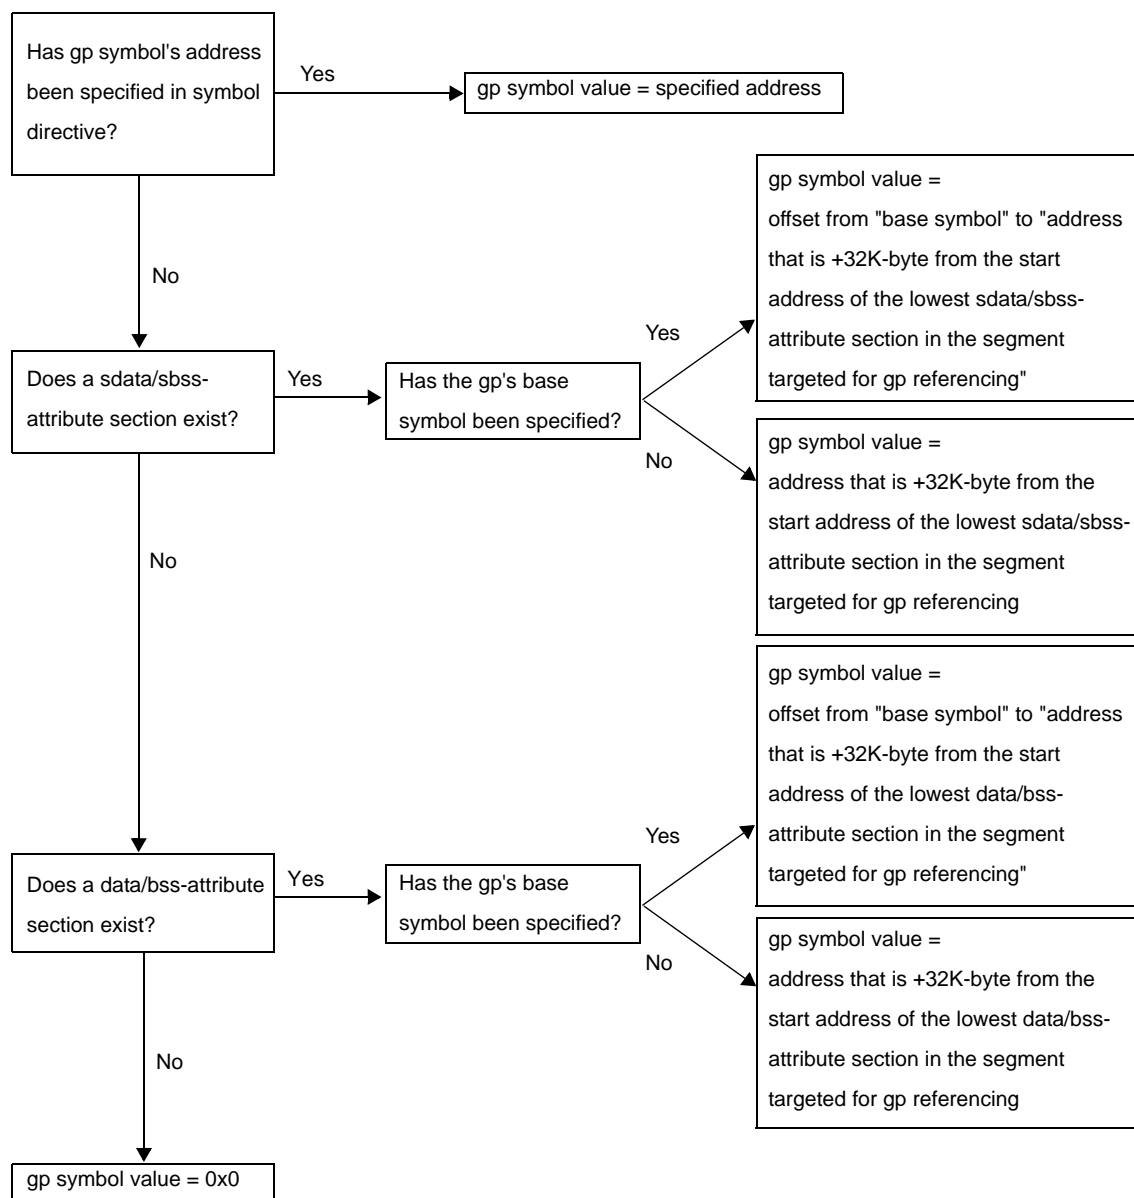 Has gp symbol's address
been specified in symbol
directive?
Yes
gp symbol value = specified address
No
gp symbol value =
offset from "base symbol" to "address
that is +32K-byte from the start
address of the lowest sdata/sbss-
attribute section in the segment
targeted for gp referencing"
Does a sdata/sbss-
attribute section exist?
Yes
Has the gp's base
symbol been specified?
Yes
No
gp symbol value =
address that is +32K-byte from the
start address of the lowest sdata/sbss-
attribute section in the segment
targeted for gp referencing
No
gp symbol value =
offset from "base symbol" to "address
that is +32K-byte from the start
address of the lowest data/bss-
attribute section in the segment
targeted for gp referencing"
Does a data/bss-attribute
section exist?
Yes
Has the gp's base
symbol been specified?
Yes
No
gp symbol value =
address that is +32K-byte from the
start address of the lowest data/bss-
attribute section in the segment
targeted for gp referencing
No
gp symbol value = 0x0